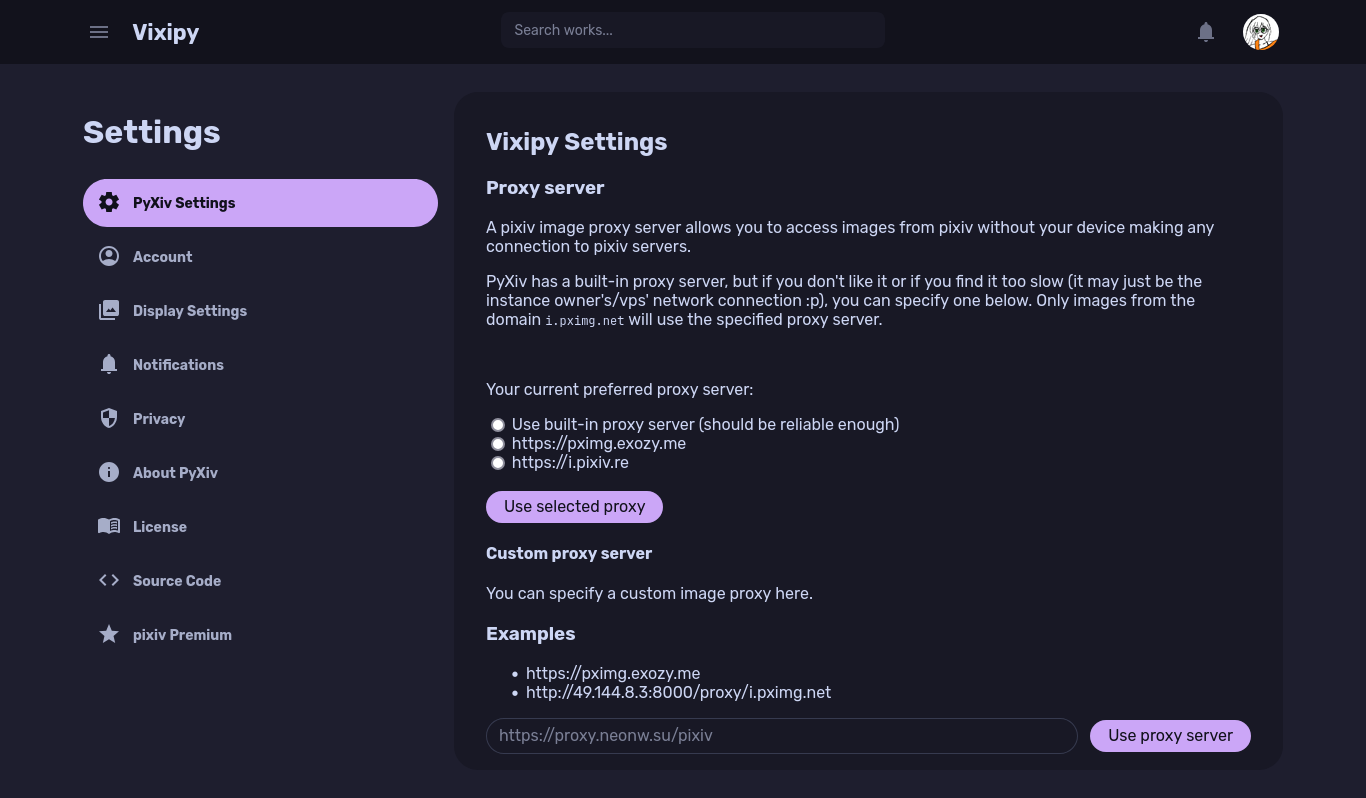 Vixipy
Search works...
Settings
PyXiv Settings
Account
Display Settings
Notifications
Privacy
About PyXiv
License
Source Code
pixiv Premium
Vixipy Settings
Proxy server
A pixiv image proxy server allows you to access images from pixiv without your device making any
connection to pixiv servers.
PyXiv has a built-in proxy server, but if you don't like it or if you find it too slow (it may just be the
instance owner's/vps' network connection :p), you can specify one below. Only images from the
domain i.pximg.net will use the specified proxy server.
Your current preferred proxy server:
Use built-in proxy server (should be reliable enough)
https://pximg.exozy.me
https://i.pixiv.re
Use selected proxy
Custom proxy server
You can specify a custom image proxy here.
Examples
• https://pximg.exozy.me
• http://49.144.8.3:8000/proxy/i.pximg.net
https://proxy.neonw.su/pixiv
Use proxy server